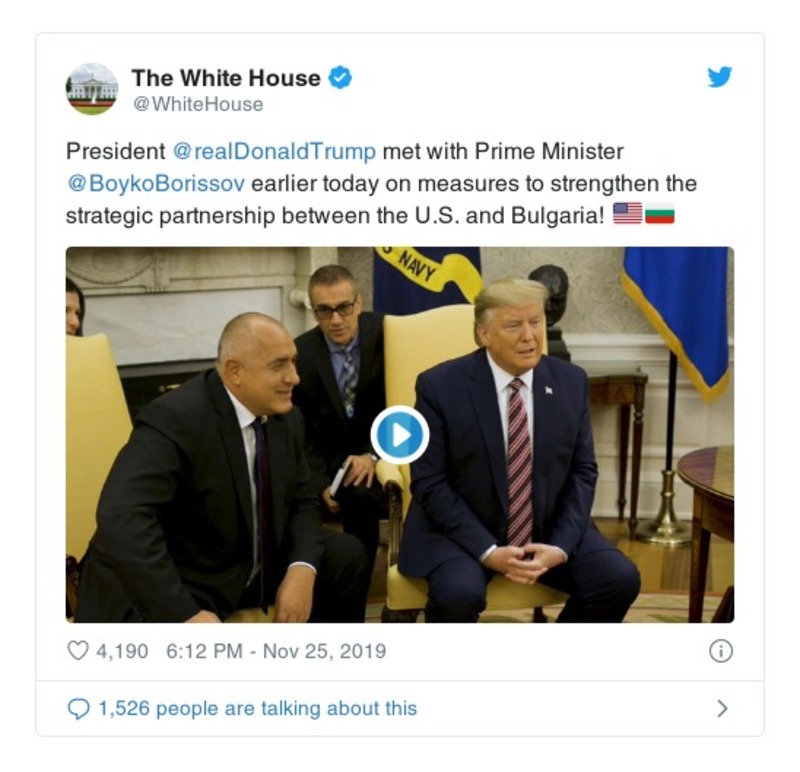 The White House
@WhiteHouse
President @realDonaldTrump met with Prime Minister
@BoykoBorissov earlier today on measures to strengthen the
strategic partnership between the U.S. and Bulgaria! 🇺🇸🇧🇬
NAVY
4,190 6:12 PM - Nov 25, 2019
1,526 people are talking about this